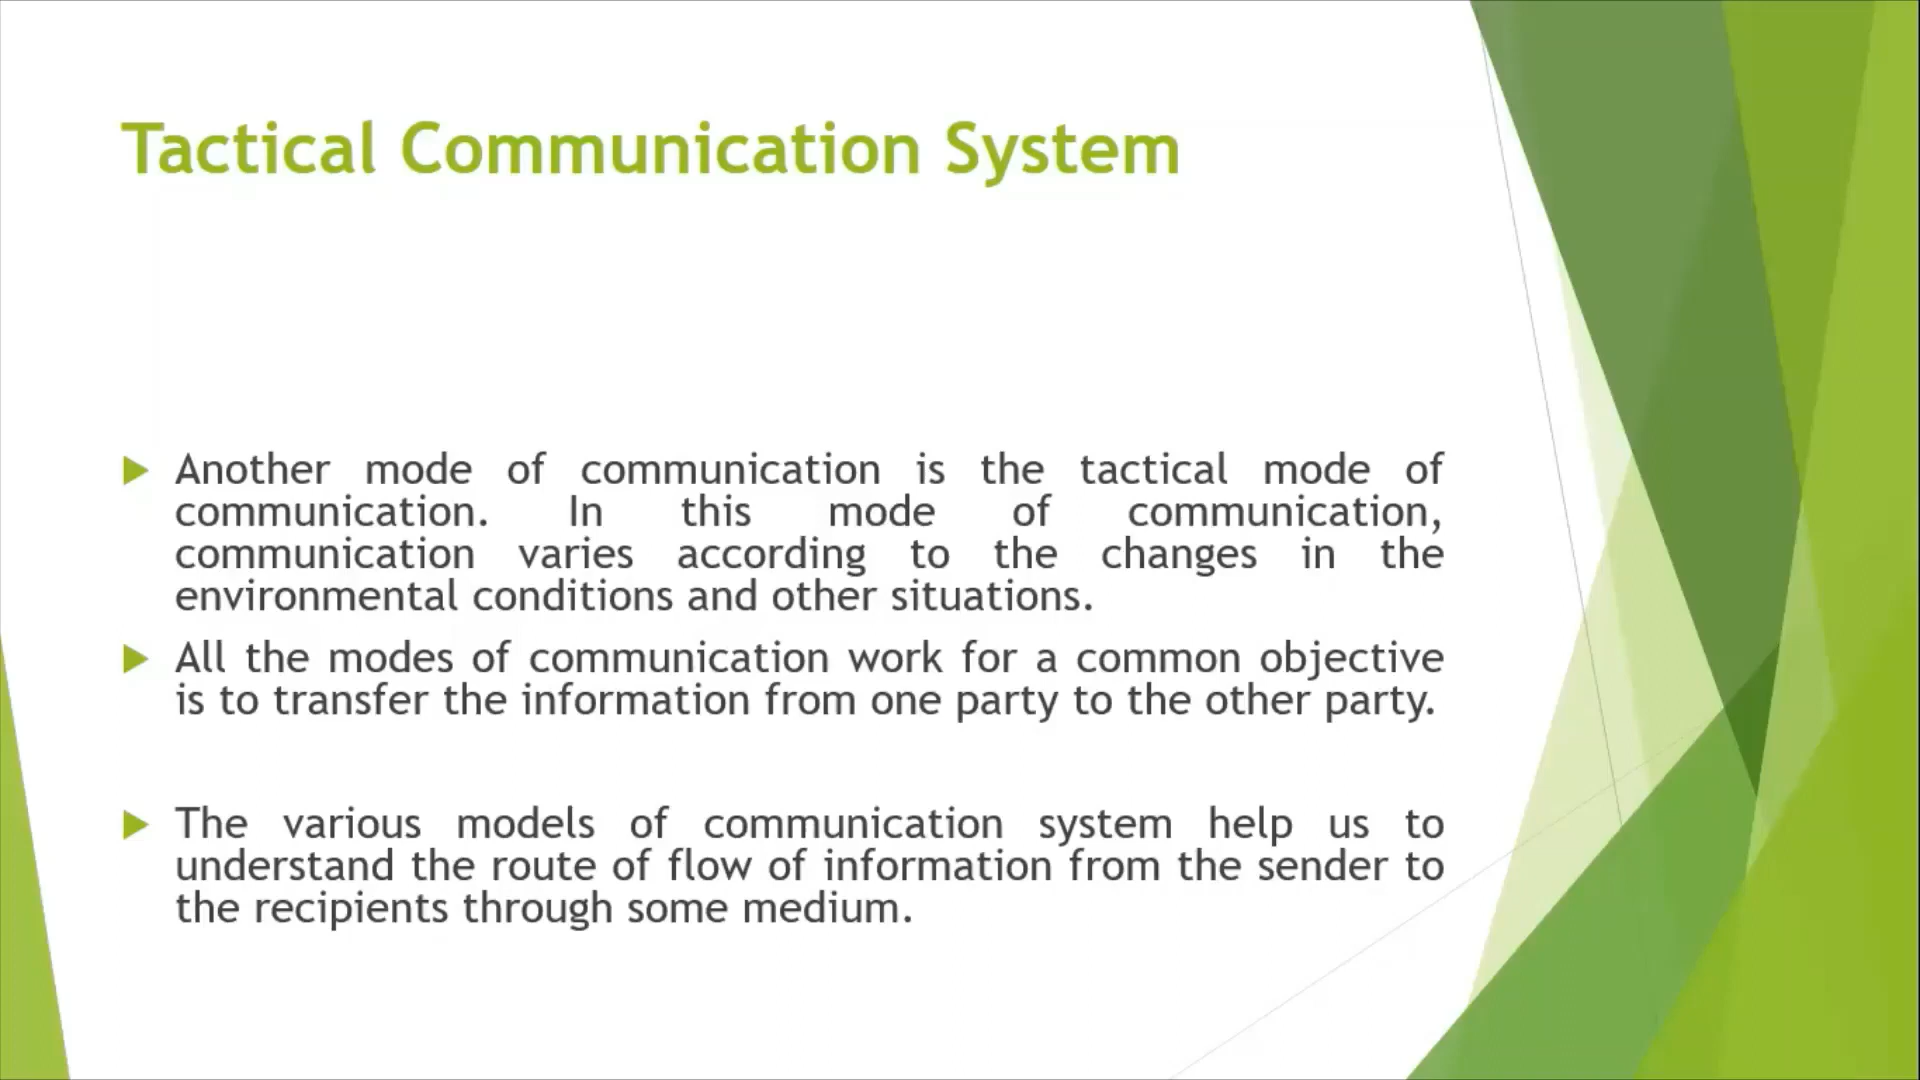 Tactical Communication System
Another mode of communication is the tactical mode of
communication. In this mode of communication,
communication varies according to the changes in the
environmental conditions and other situations.
All the modes of communication work for a common objective
is to transfer the information from one party to the other party.
The various models of communication system help us to
understand the route of flow of information from the sender to
the recipients through some medium.